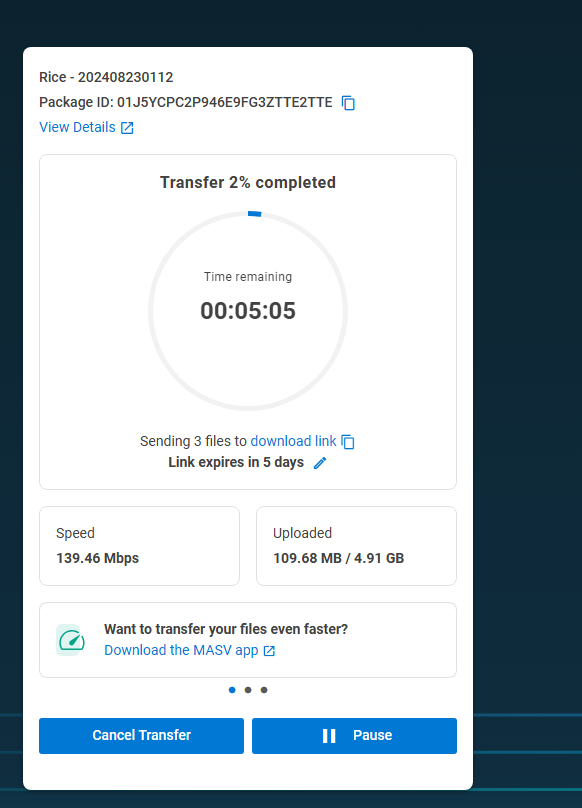 Rice - 202408230112
Package ID: 01J5YCPC2P946E9FG3ZTTE2TTE
View Details
Transfer 2% completed
Time remaining
00:05:05
Sending 3 files to download link
Link expires in 5 days
Speed
139.46 Mbps
Uploaded
109.68 MB / 4.91 GB
Want to transfer your files even faster?
Download the MASV app
Cancel Transfer
Pause